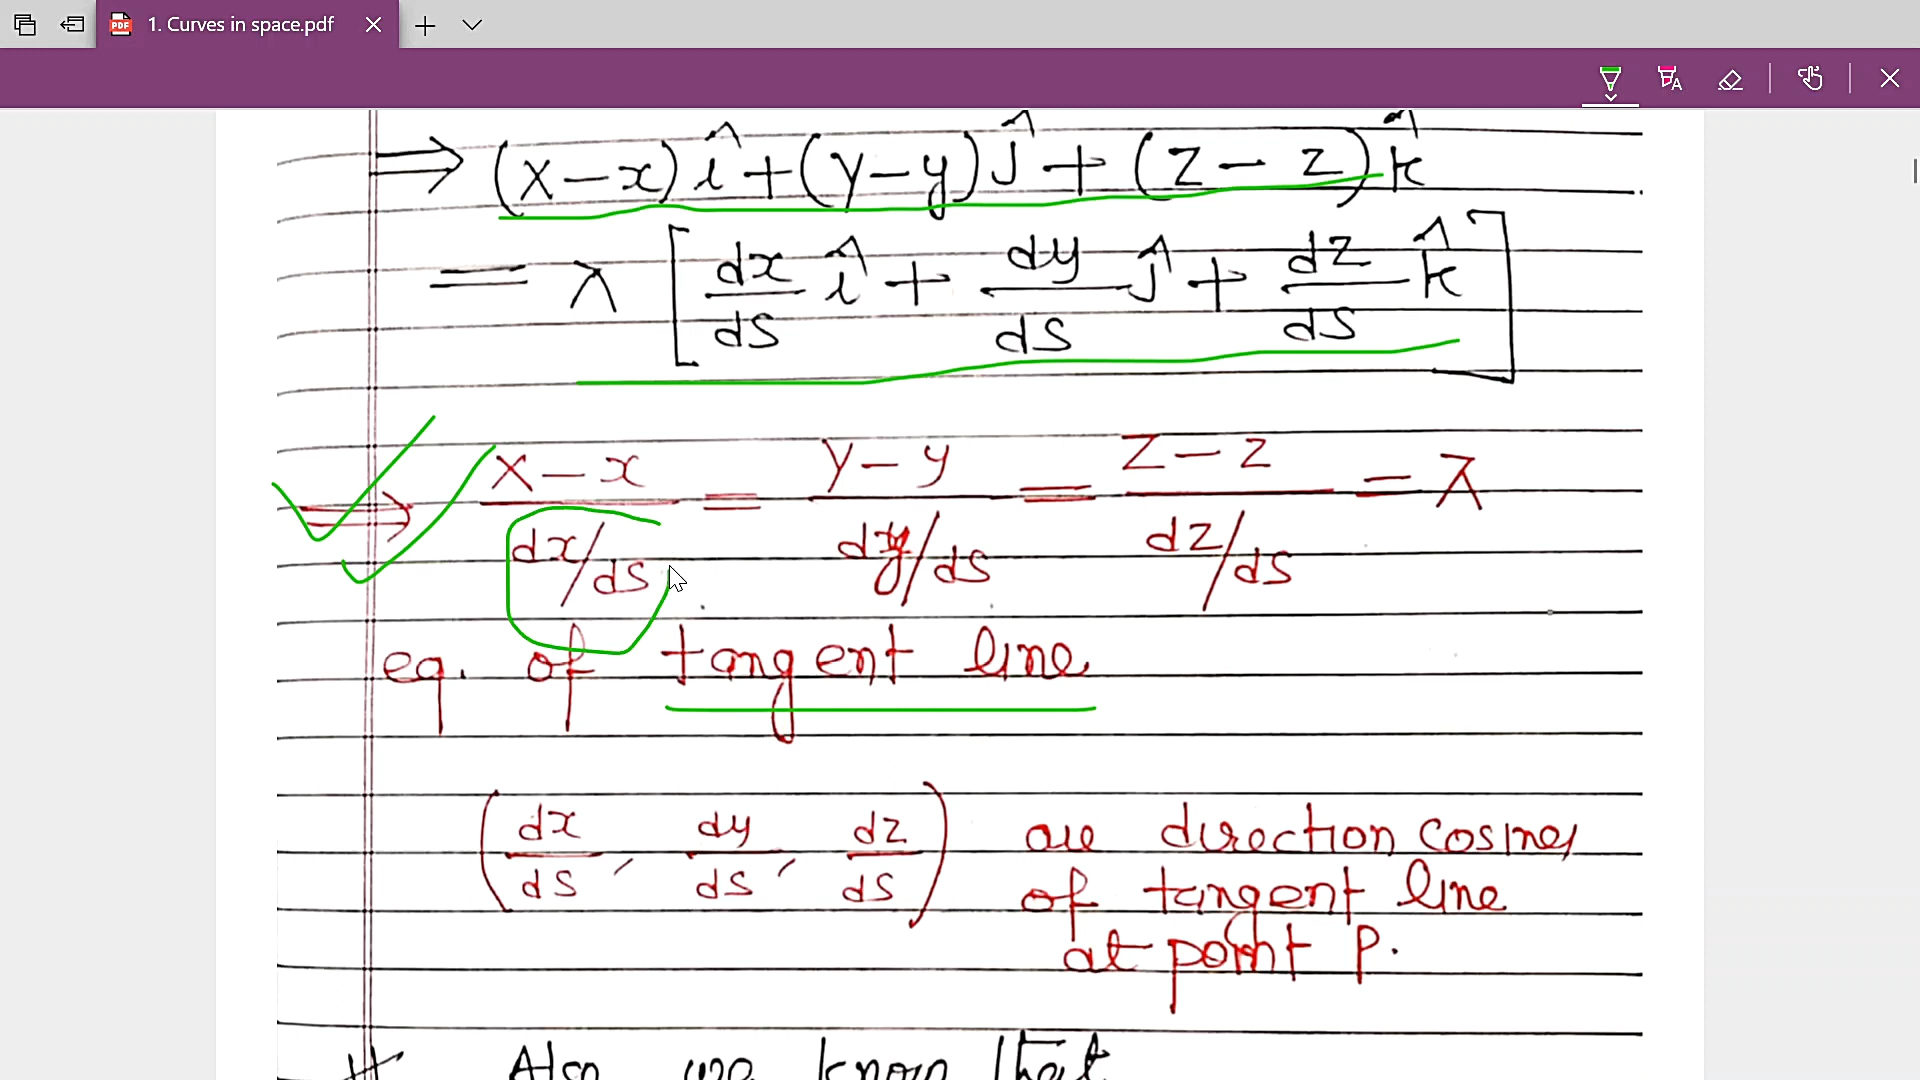 1. Curves in space.pdf
⇒ (X-x) î + (Y-y) ĵ + (Z-z) k̂
= λ [ dx/ds î + dy/ds ĵ + dz/ds k̂ ]
⇒ X-x / dx/ds = Y-y / dy/ds = Z-z / dz/ds = λ
eq. of tangent line
( dx/ds, dy/ds, dz/ds ) are direction cosines
of tangent line
at point P.
# Also we know that